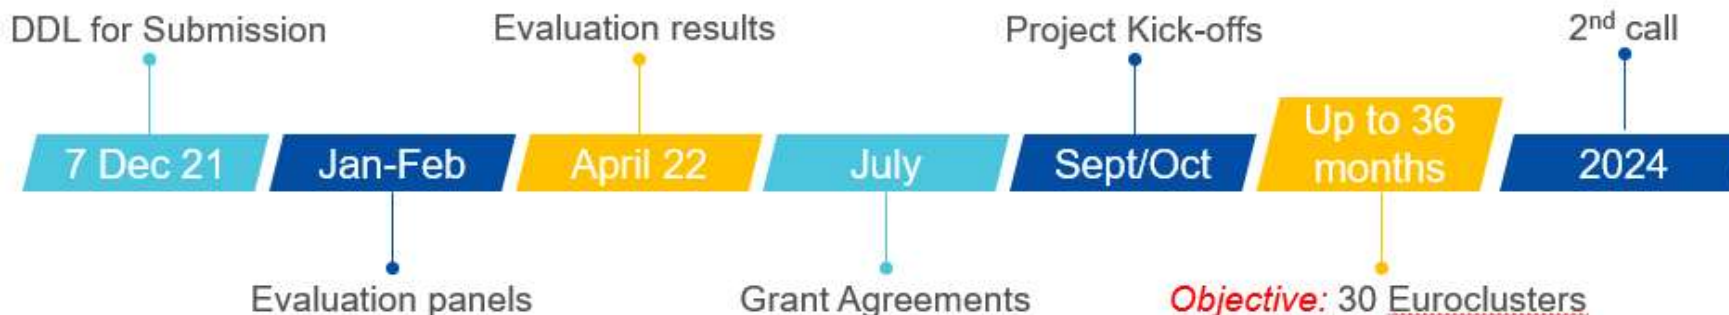 DDL for Submission
Evaluation results
Project Kick-offs
2nd call
7 Dec 21
Jan-Feb
April 22
July
Sept/Oct
Up to 36
months
2024
Evaluation panels
Grant Agreements
Objective: 30 Euroclusters